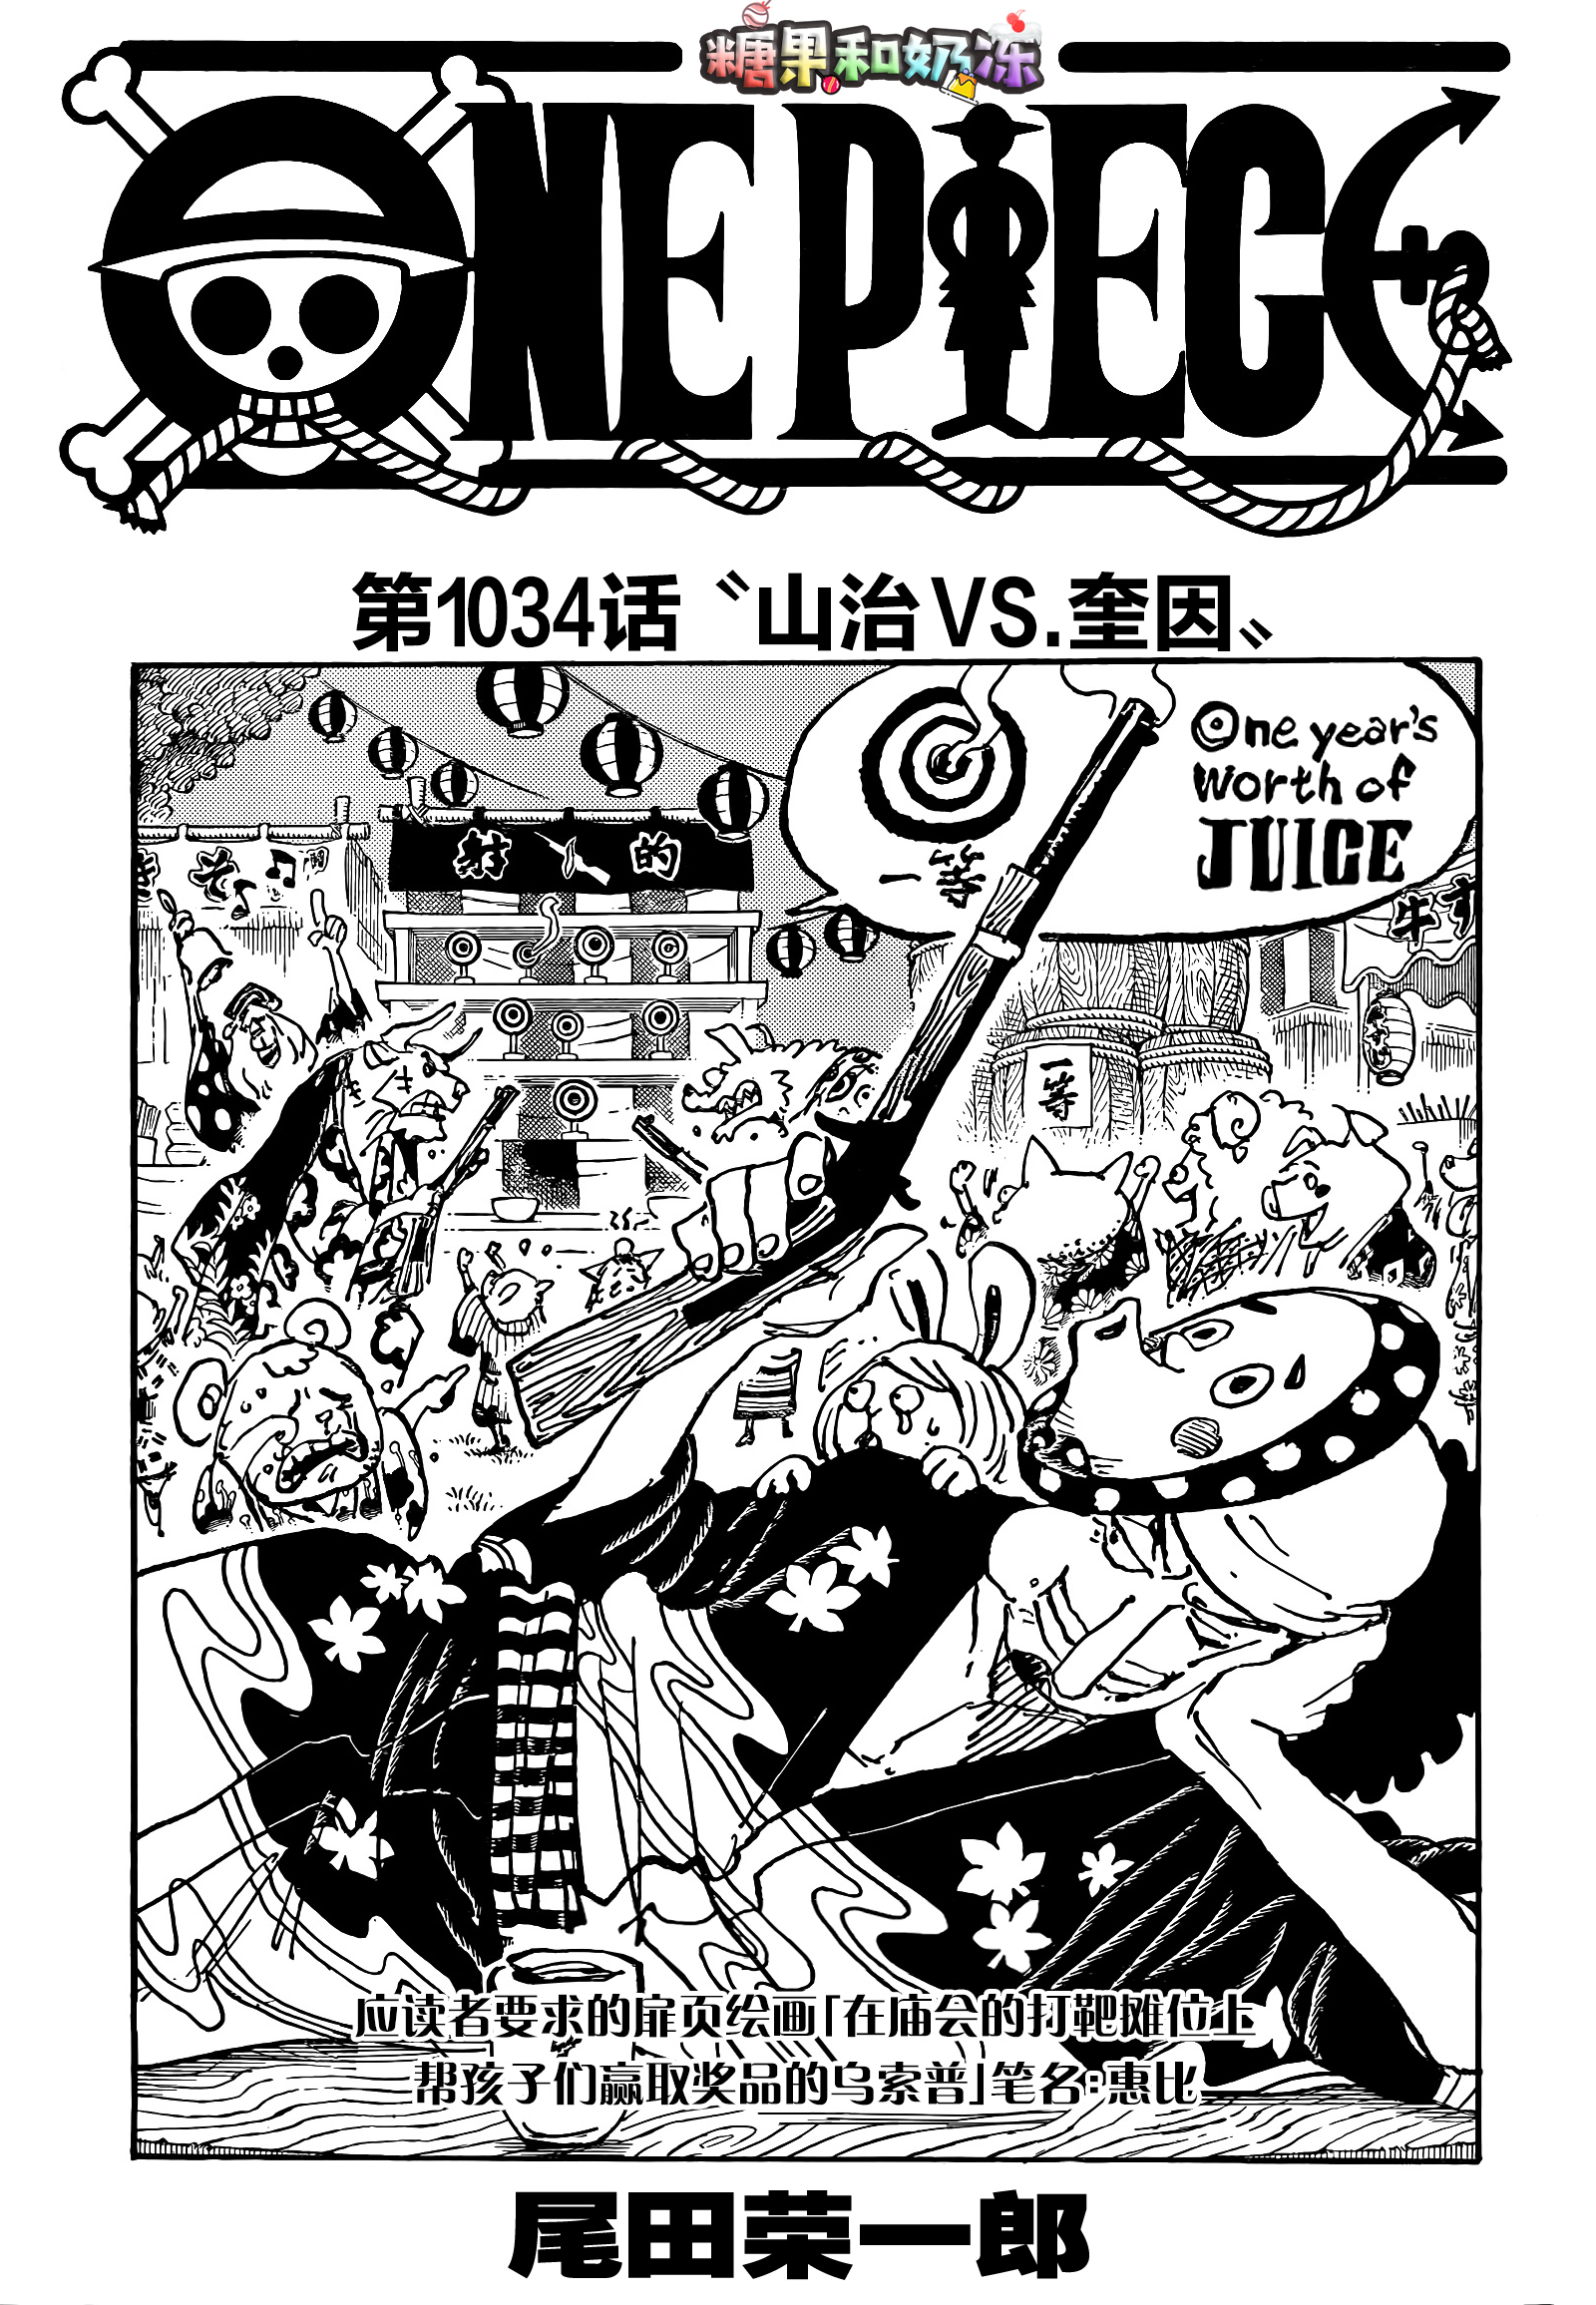 糖果和奶冻
ONE PIECE
第1034话〝山治VS.奎因〟
One year's
worth of
JUICE
一等
射的
一等
应读者要求的扉页绘画「在庙会的打靶摊位上
帮孩子们赢取奖品的乌索普」笔名:惠比
尾田荣一郎